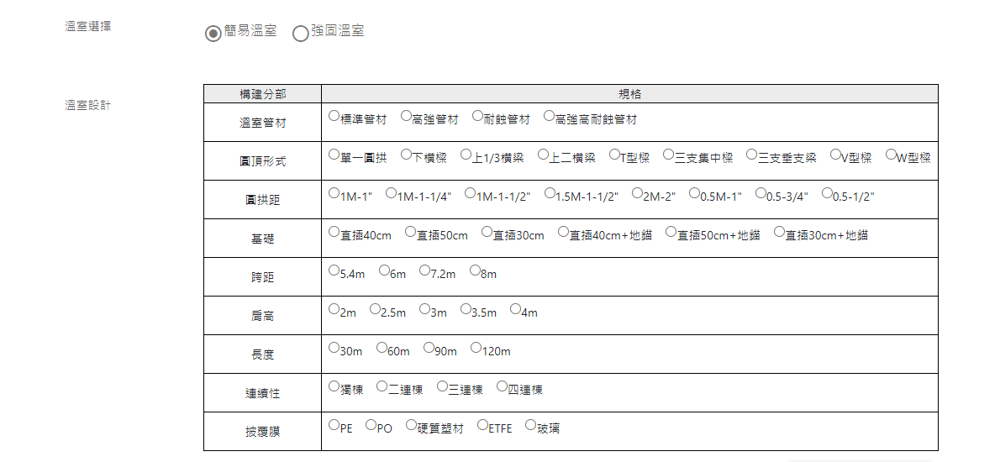 溫室選擇
簡易溫室 強固溫室
溫室設計
構建分部 規格
溫室管材 標準管材 高強管材 耐蝕管材 高強高耐蝕管材
圓頂形式 單一圓拱 下橫樑 上1/3橫梁 上二橫梁 T型樑 三支集中樑 三支垂支梁 V型樑 W型樑
圓拱距 1M-1" 1M-1-1/4" 1M-1-1/2" 1.5M-1-1/2" 2M-2" 0.5M-1" 0.5-3/4" 0.5-1/2"
基礎 直插40cm 直插50cm 直插30cm 直插40cm+地錨 直插50cm+地錨 直插30cm+地錨
跨距 5.4m 6m 7.2m 8m
肩高 2m 2.5m 3m 3.5m 4m
長度 30m 60m 90m 120m
連續性 獨棟 二連棟 三連棟 四連棟
披覆膜 PE PO 硬質塑材 ETFE 玻璃